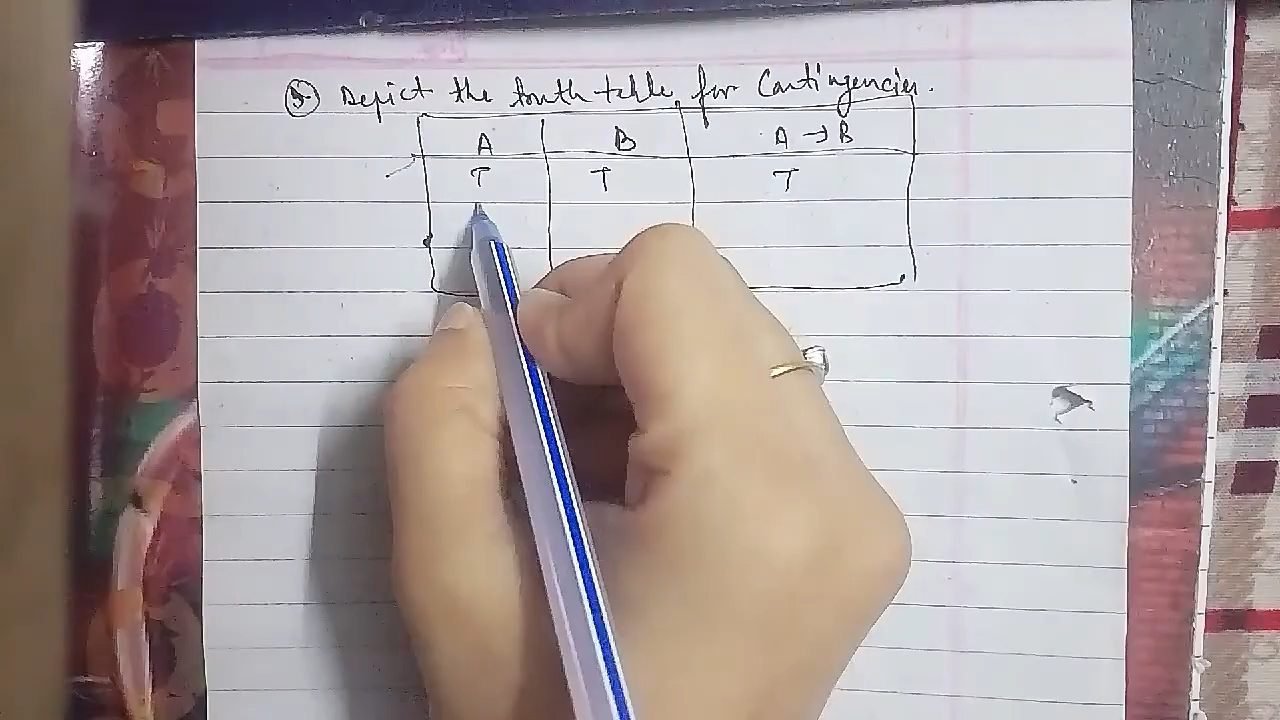 5. Depict the truth table for Contingencies.
A B A → B
T T T